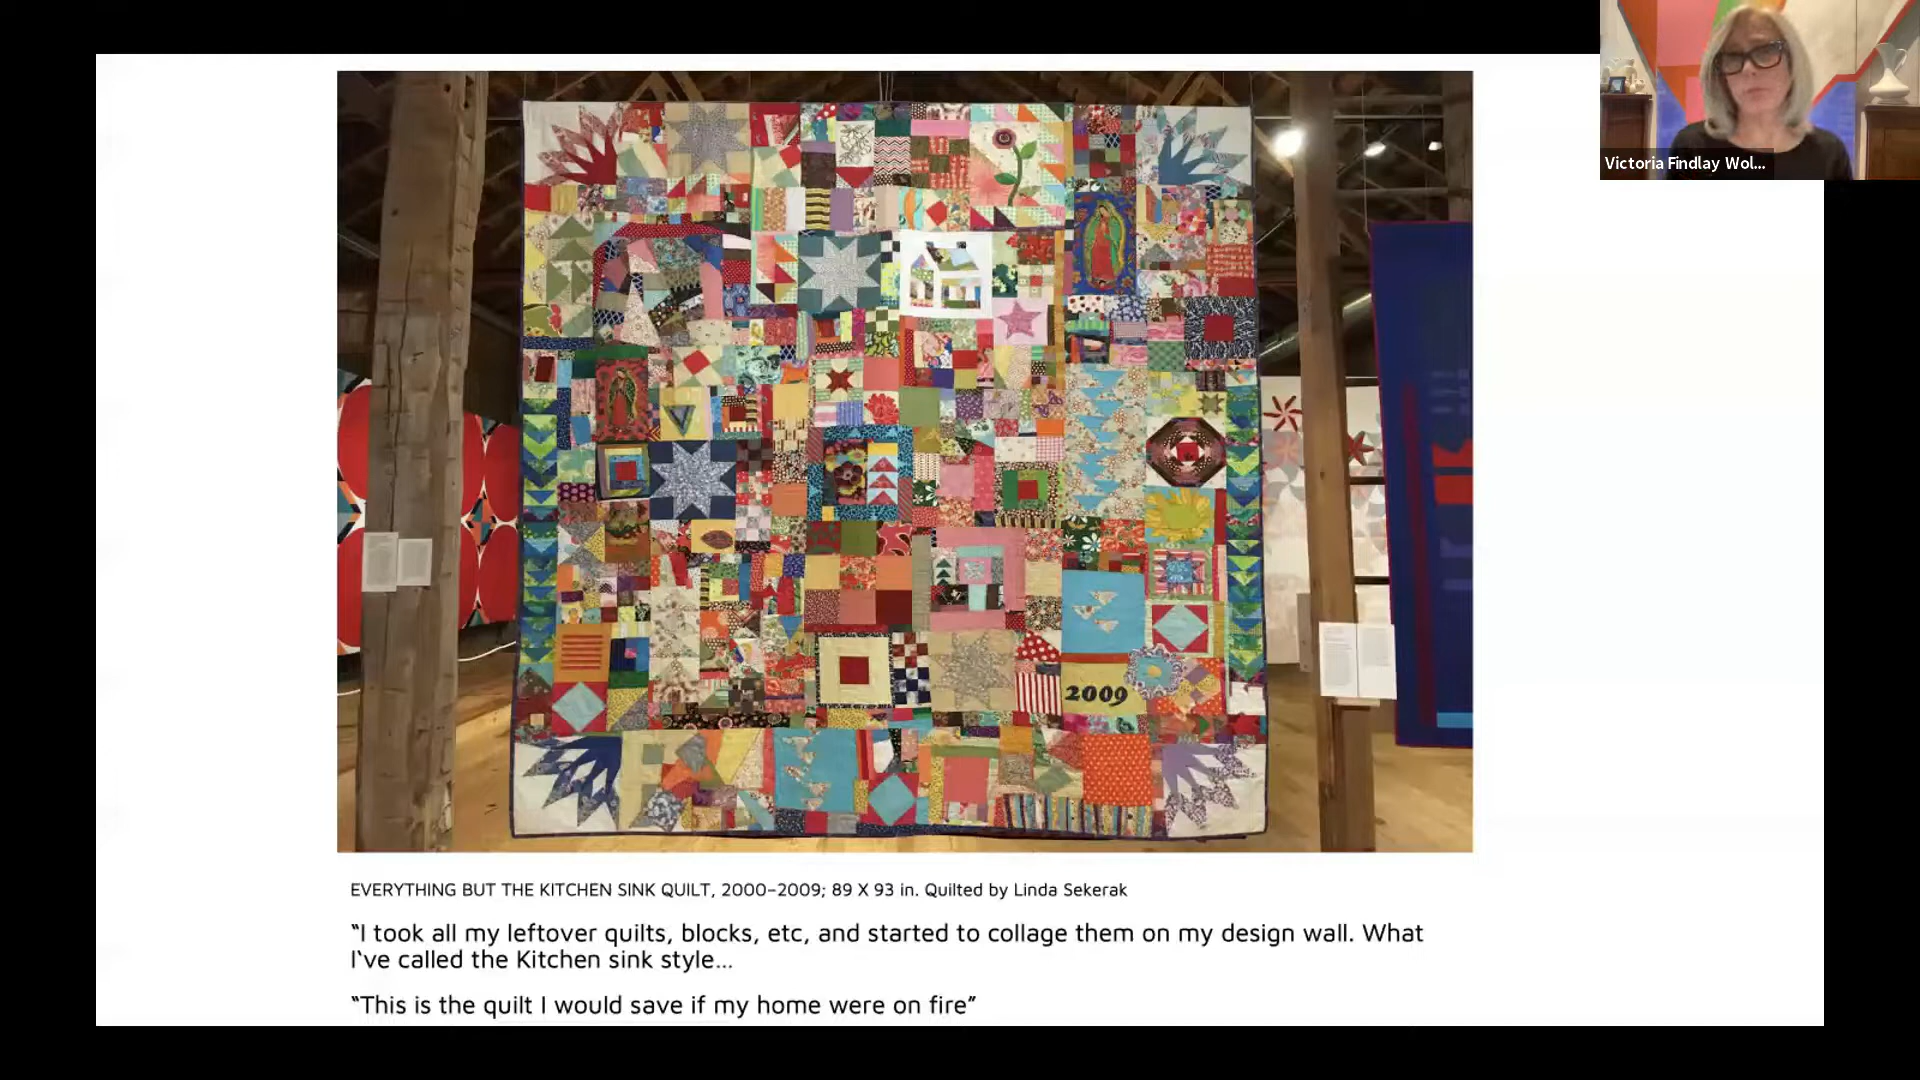 Victoria Findlay Wol...
2009
EVERYTHING BUT THE KITCHEN SINK QUILT, 2000–2009; 89 X 93 in. Quilted by Linda Sekerak
“I took all my leftover quilts, blocks, etc, and started to collage them on my design wall. What
I‘ve called the Kitchen sink style...
“This is the quilt I would save if my home were on fire”